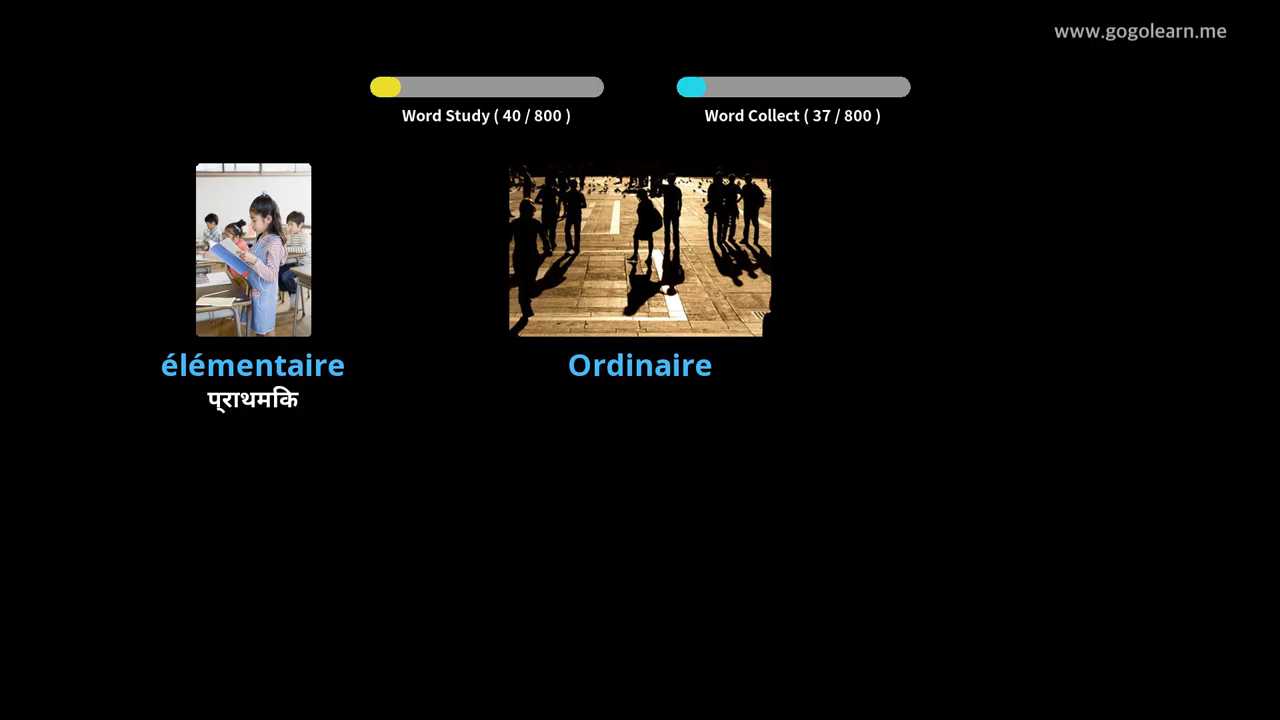 www.gogolearn.me
Word Study ( 40 / 800 )
Word Collect ( 37 / 800 )
élémentaire
Ordinaire
प्राथमकि